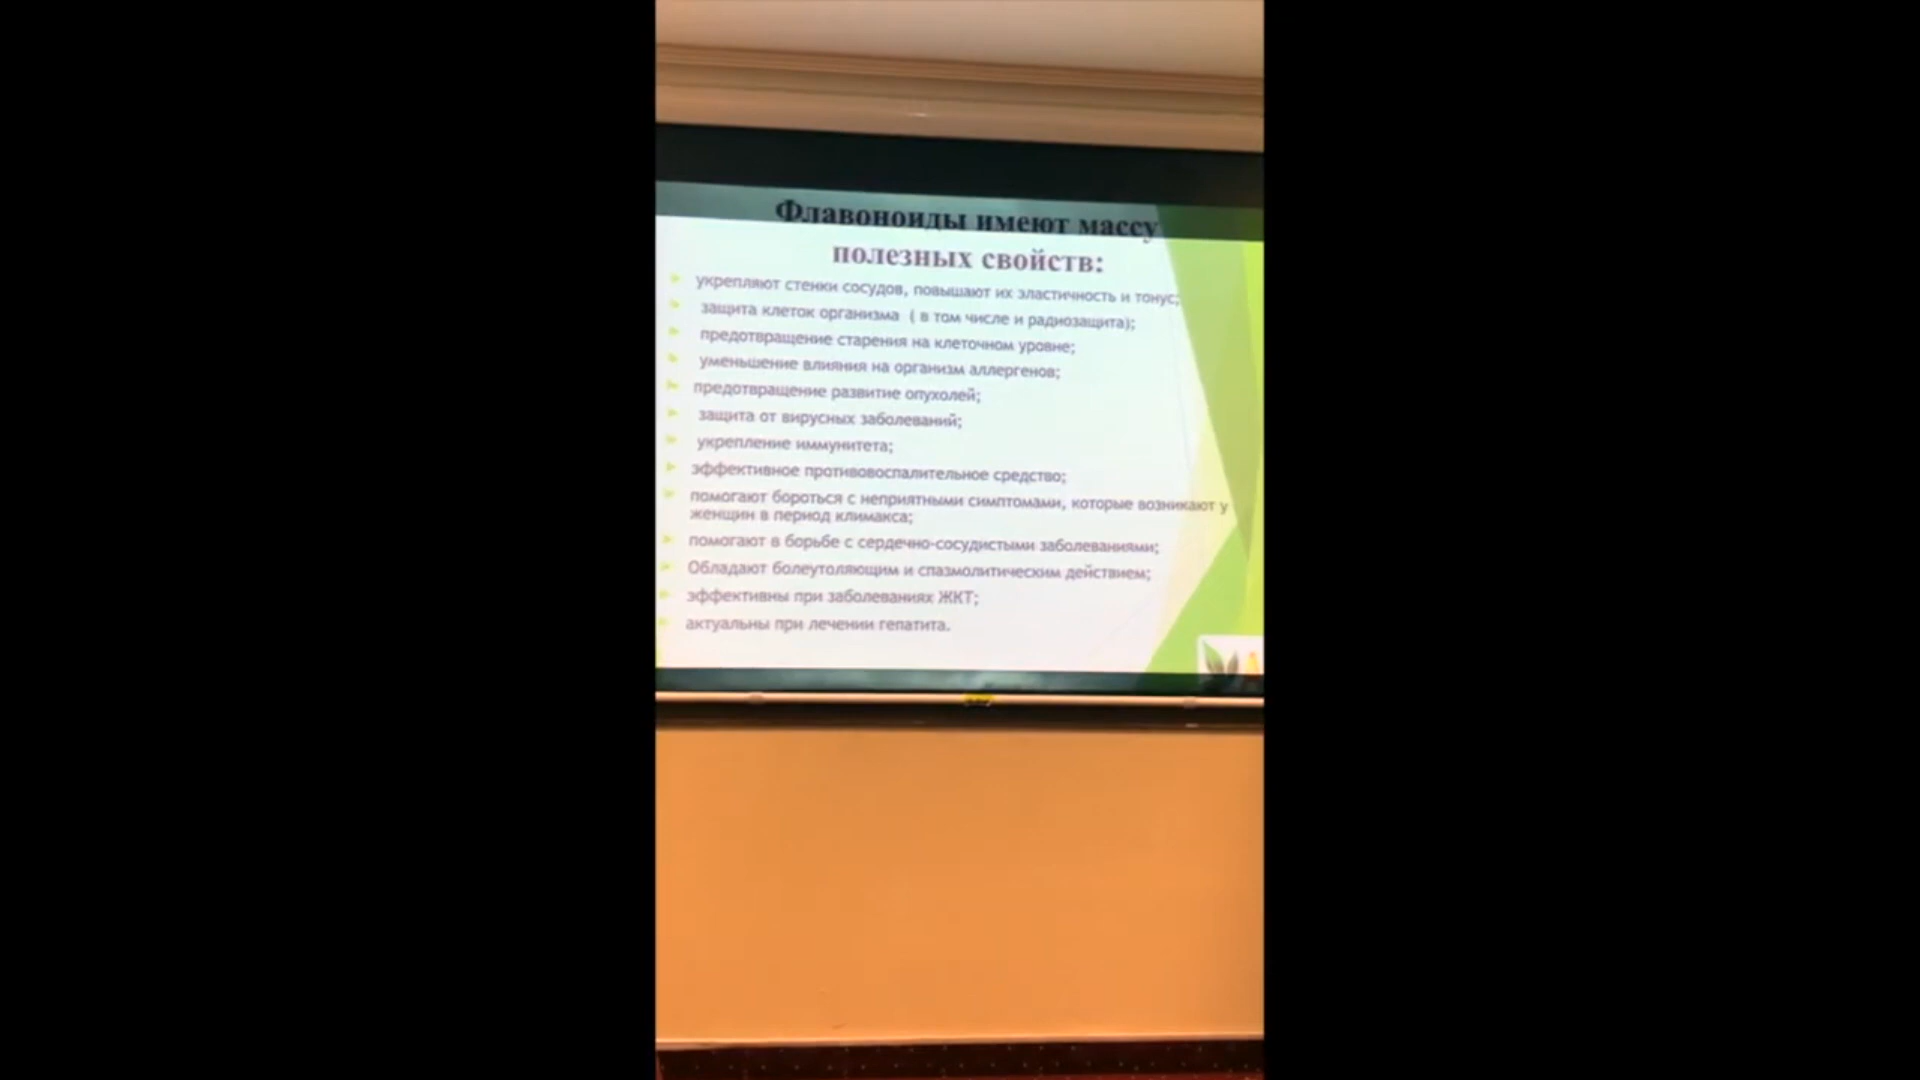 Флавоноиды имеют массу
полезных свойств:
укрепляют стенки сосудов, повышают их эластичность и тонус;
защита клеток организма ( в том числе и радиозащита);
предотвращение старения на клеточном уровне;
уменьшение влияния на организм аллергенов;
предотвращение развитие опухолей;
защита от вирусных заболеваний;
укрепление иммунитета;
эффективное противовоспалительное средство;
помогают бороться с неприятными симптомами, которые возникают у
женщин в период климакса;
помогают в борьбе с сердечно-сосудистыми заболеваниями;
Обладают болеутоляющим и спазмолитическим действием;
эффективны при заболеваниях ЖКТ;
актуальны при лечении гепатита.